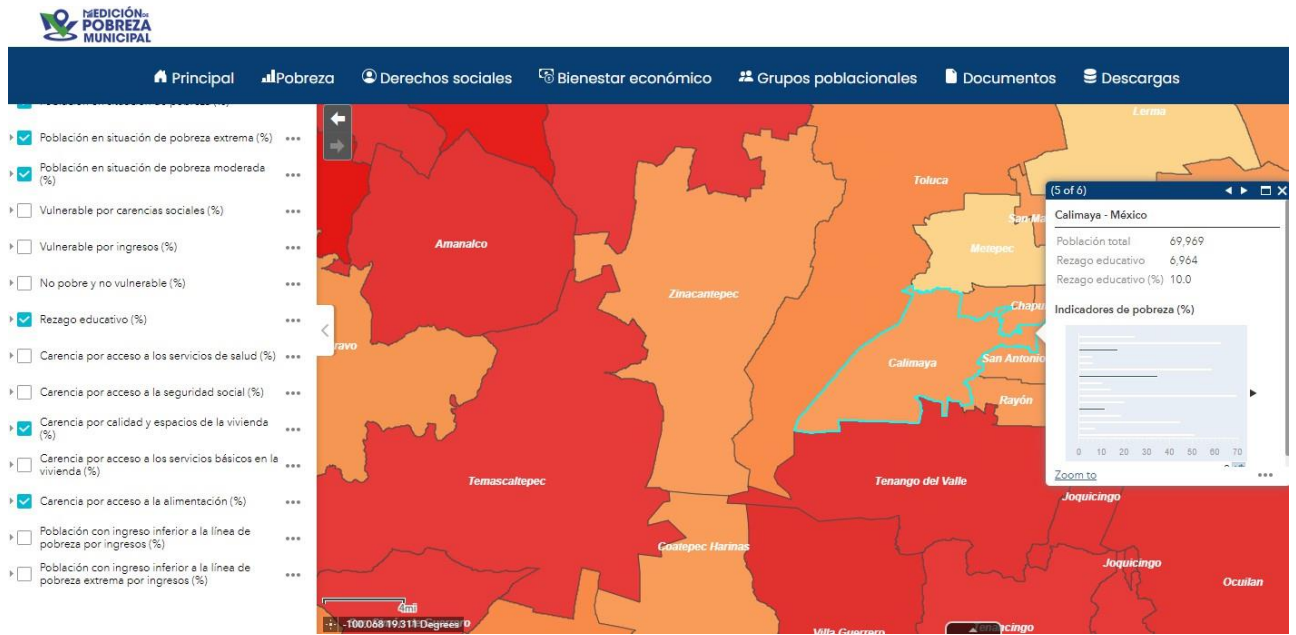 MEDICIÓN DE
POBREZA
MUNICIPAL
Principal
Pobreza
Derechos sociales
Bienestar económico
Grupos poblacionales
Documentos
Descargas
Población en situación de pobreza extrema (%)
Población en situación de pobreza moderada
(%)
Vulnerable por carencias sociales (%)
Vulnerable por ingresos (%)
No pobre y no vulnerable (%)
Rezago educativo (%)
Carencia por acceso a los servicios de salud (%)
Carencia por acceso a la seguridad social (%)
Carencia por calidad y espacios de la vivienda
(%)
Carencia por acceso a los servicios básicos en la
vivienda (%)
Carencia por acceso a la alimentación (%)
Población con ingreso inferior a la línea de
pobreza por ingresos (%)
Población con ingreso inferior a la línea de
pobreza extrema por ingresos (%)
Lerma
Toluca
Amanalco
Metepec
Zinacantepec
Calimaya
San Antonio
Rayón
Temascaltepec
Tenango del Valle
Joquicingo
Coatepec Harinas
Joquicingo
Ocuilan
Villa Guerrero
4mi
-100.068 19.311 Degrees
(5 of 6)
Calimaya - México
Población total 69,969
Rezago educativo 6,964
Rezago educativo (%) 10.0
Indicadores de pobreza (%)
0 10 20 30 40 50 60 70
Zoom to